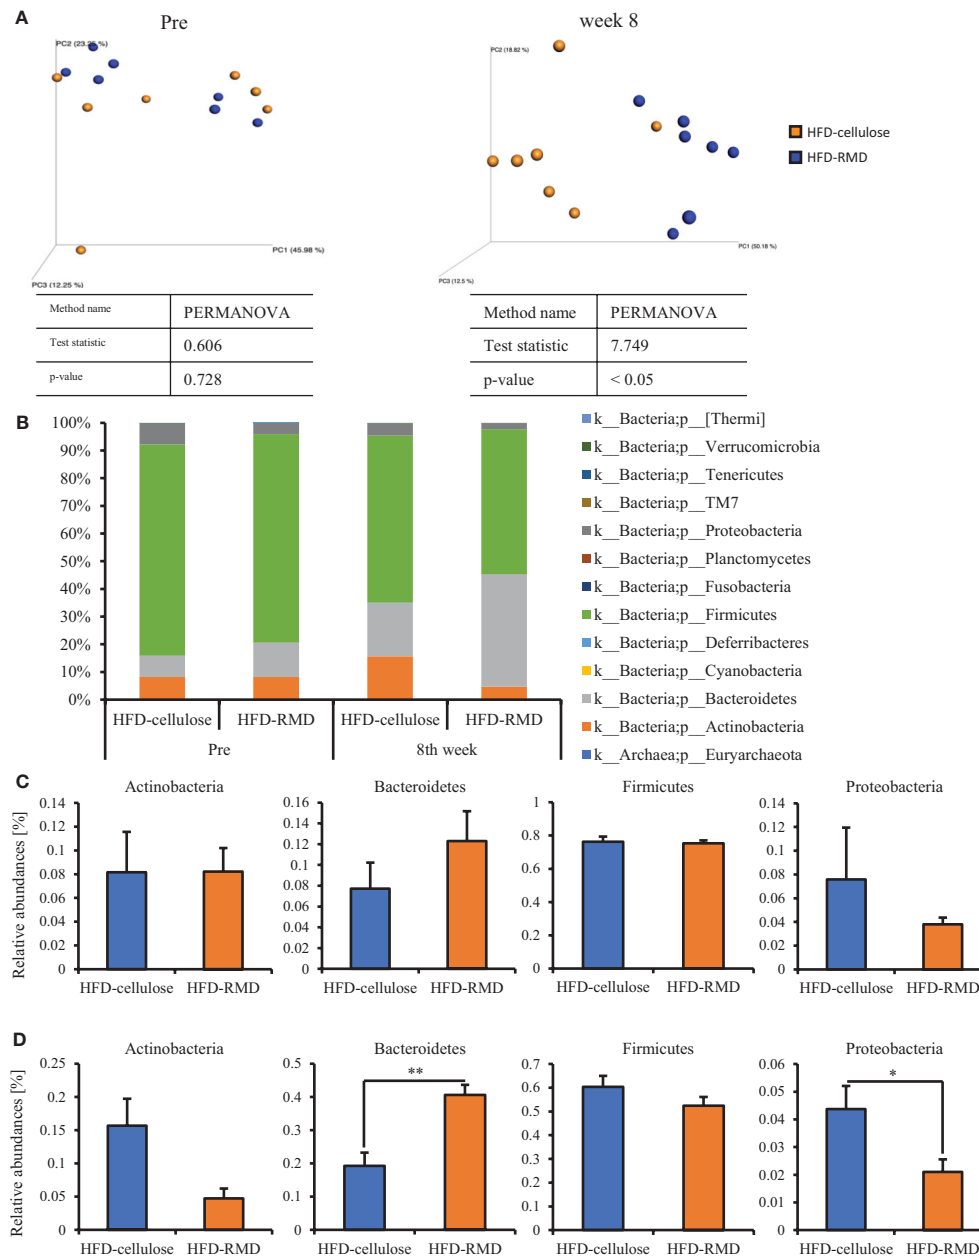 A
Pre
week 8
PC2 (23.25 %)
PC1 (45.98 %)
PC3 (12.25 %)
PC2 (18.82 %)
PC1 (50.18 %)
PC3 (12.5 %)
HFD-cellulose
HFD-RMD
Method name PERMANOVA
Test statistic 0.606
p-value 0.728
Method name PERMANOVA
Test statistic 7.749
p-value < 0.05
B
100%
90%
80%
70%
60%
50%
40%
30%
20%
10%
0%
HFD-cellulose HFD-RMD HFD-cellulose HFD-RMD
Pre 8th week
k__Bacteria;p__[Thermi]
k__Bacteria;p__Verrucomicrobia
k__Bacteria;p__Tenericutes
k__Bacteria;p__TM7
k__Bacteria;p__Proteobacteria
k__Bacteria;p__Planctomycetes
k__Bacteria;p__Fusobacteria
k__Bacteria;p__Firmicutes
k__Bacteria;p__Deferribacteres
k__Bacteria;p__Cyanobacteria
k__Bacteria;p__Bacteroidetes
k__Bacteria;p__Actinobacteria
k__Archaea;p__Euryarchaeota
C
Relative abundances [%]
Actinobacteria
0.14
0.12
0.1
0.08
0.06
0.04
0.02
0
HFD-cellulose HFD-RMD
Bacteroidetes
0.16
0.14
0.12
0.1
0.08
0.06
0.04
0.02
0
HFD-cellulose HFD-RMD
Firmicutes
1
0.8
0.6
0.4
0.2
0
HFD-cellulose HFD-RMD
Proteobacteria
0.14
0.12
0.1
0.08
0.06
0.04
0.02
0
HFD-cellulose HFD-RMD
D
Relative abundances [%]
Actinobacteria
0.25
0.2
0.15
0.1
0.05
0
HFD-cellulose HFD-RMD
Bacteroidetes
**
0.5
0.4
0.3
0.2
0.1
0
HFD-cellulose HFD-RMD
Firmicutes
0.7
0.6
0.5
0.4
0.3
0.2
0.1
0
HFD-cellulose HFD-RMD
Proteobacteria
*
0.06
0.05
0.04
0.03
0.02
0.01
0
HFD-cellulose HFD-RMD